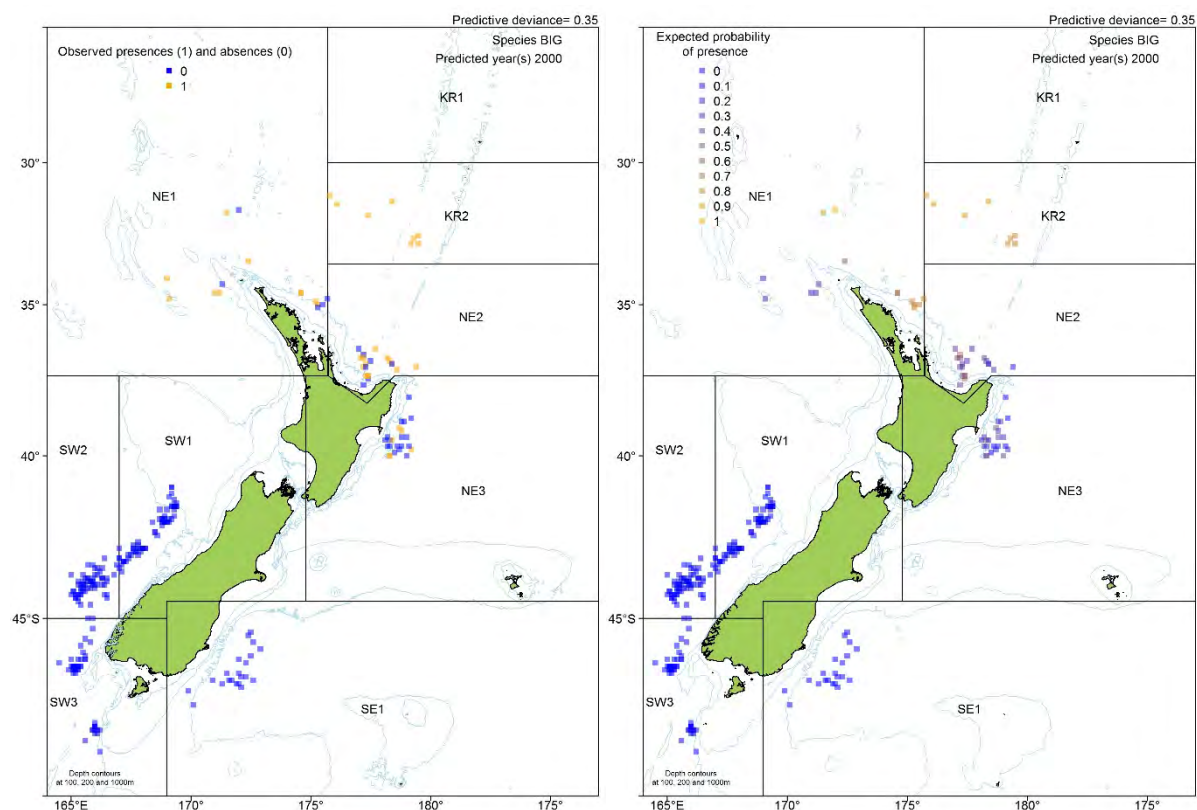 Predictive deviance= 0.35
Observed presences (1) and absences (0)
0
1
Species BIG
Predicted year(s) 2000
KR1
30°
NE1
KR2
35°
NE2
SW2
SW1
40°
NE3
45°S
SW3
SE1
Depth contours
at 100, 200 and 1000m
165°E
170°
175°
180°
175°
Predictive deviance= 0.35
Expected probability
of presence
0
0.1
0.2
0.3
0.4
0.5
0.6
0.7
0.8
0.9
1
Species BIG
Predicted year(s) 2000
KR1
30°
NE1
KR2
35°
NE2
SW2
SW1
40°
NE3
45°S
SW3
SE1
Depth contours
at 100, 200 and 1000m
165°E
170°
175°
180°
175°